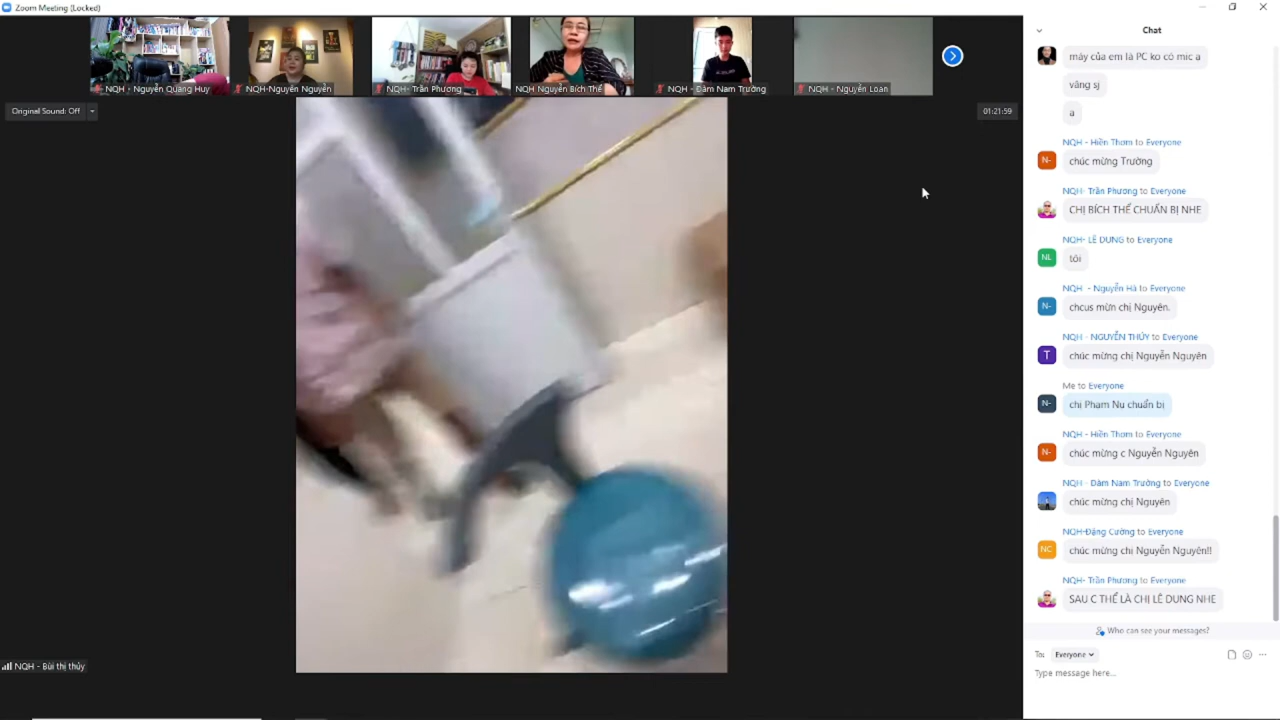 Zoom Meeting (Locked)
NQH - Nguyễn Quang Huy
NQH-Nguyên Nguyễn
NQH- Trần Phương
NQH Nguyễn Bích Thể
NQH - Đàm Nam Trường
NQH - Nguyễn Loan
Original Sound: Off
01:21:59
NQH - Bùi thị thủy
Chat
máy của em là PC ko có mic a
vâng sj
a
NQH - Hiền Thơm to Everyone
N-
chúc mừng Trường
NQH- Trần Phương to Everyone
CHỊ BÍCH THỂ CHUẨN BỊ NHE
NQH- LÊ DUNG to Everyone
NL
tói
NQH - Nguyễn Hà to Everyone
N-
chcus mừn chị Nguyên.
NQH - NGUYỄN THỦY to Everyone
T
chúc mừng chị Nguyễn Nguyên
Me to Everyone
N-
chị Phạm Nu chuẩn bị
NQH - Hiền Thơm to Everyone
N-
chúc mừng c Nguyễn Nguyên
NQH - Đàm Nam Trường to Everyone
chúc mừng chị Nguyên
NQH-Đặng Cường to Everyone
NC
chúc mừng chị Nguyễn Nguyên!!
NQH- Trần Phương to Everyone
SAU C THỂ LÀ CHỊ LÊ DUNG NHE
Who can see your messages?
To: Everyone
Type message here...